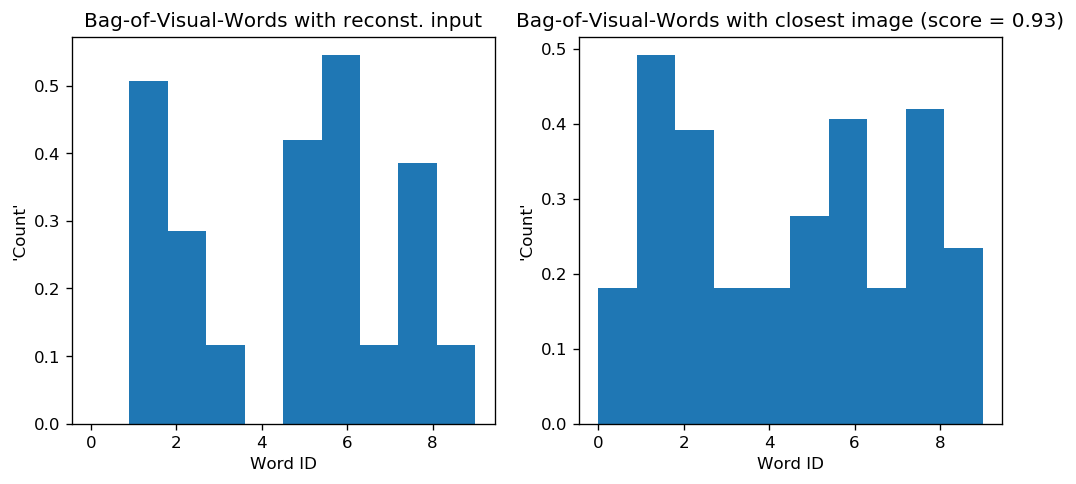 Bag-of-Visual-Words with reconst. input
0.5
0.4
0.3
0.2
0.1
0.0
'Count'
0 2 4 6 8
Word ID
Bag-of-Visual-Words with closest image (score = 0.93)
0.5
0.4
0.3
0.2
0.1
0.0
'Count'
0 2 4 6 8
Word ID